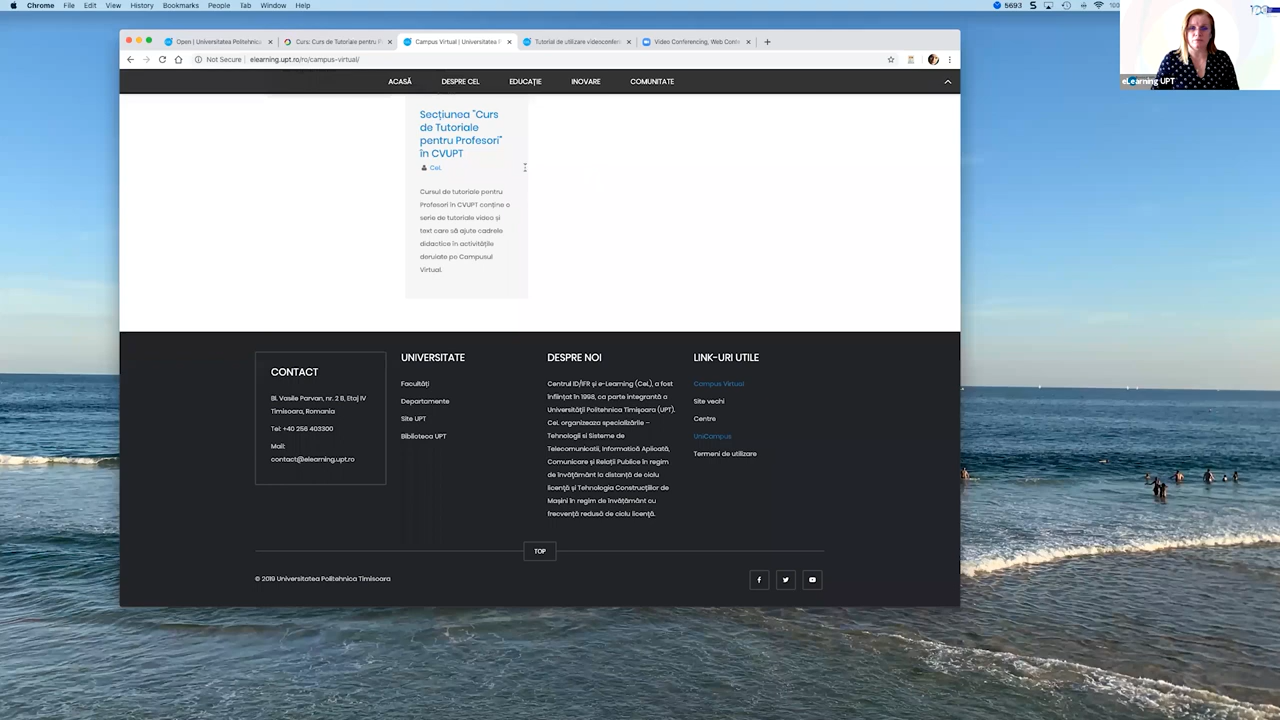 Chrome File Edit View History Bookmarks People Tab Window Help
5693
100
eLearning UPT
Open | Universitatea Politehnica
Curs: Curs de Tutoriale pentru P
Campus Virtual | Universitatea P
Tutorial de utilizare videoconferin
Video Conferencing, Web Conf
Not Secure | elearning.upt.ro/ro/campus-virtual/
ACASĂ DESPRE CEL EDUCAȚIE INOVARE COMUNITATE
Secțiunea "Curs
de Tutoriale
pentru Profesori"
în CVUPT
CeL
Cursul de tutoriale pentru
Profesori în CVUPT conține o
serie de tutoriale video și
text care să ajute cadrele
didactice în activitățile
derulate pe Campusul
Virtual.
CONTACT
Bl. Vasile Parvan, nr. 2 B, Etaj IV
Timisoara, Romania
Tel: +40 256 403300
Mail:
contact@elearning.upt.ro
UNIVERSITATE
Facultăți
Departamente
Site UPT
Biblioteca UPT
DESPRE NOI
Centrul ID/IFR și e-Learning (CeL), a fost
înființat în 1998, ca parte integrantă a
Universității Politehnica Timișoara (UPT).
CeL organizeaza specializările –
Tehnologii si Sisteme de
Telecomunicatii, Informatică Aplicată,
Comunicare și Relații Publice în regim
de învățământ la distanță de ciclu
licență și Tehnologia Construcțiilor de
Mașini în regim de învățământ cu
frecvență redusă de ciclu licență.
LINK-URI UTILE
Campus Virtual
Site vechi
Centre
UniCampus
Termeni de utilizare
TOP
© 2019 Universitatea Politehnica Timisoara